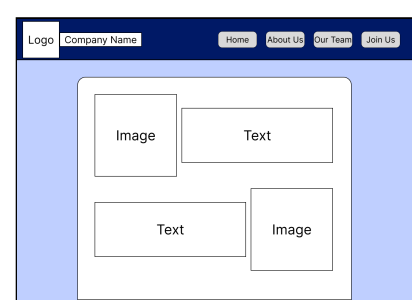 Logo
Company Name
Home
About Us
Our Team
Join Us
Image
Text
Text
Image